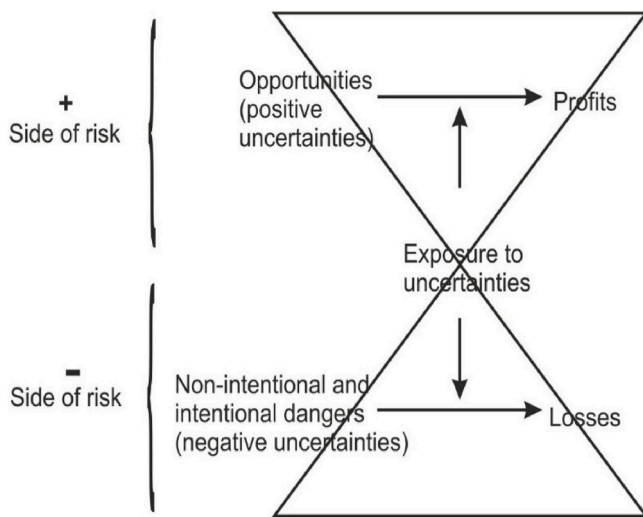 +
Side of risk
Opportunities
(positive
uncertainties)
Profits
Exposure to
uncertainties
-
Side of risk
Non-intentional and
intentional dangers
(negative uncertainties)
Losses